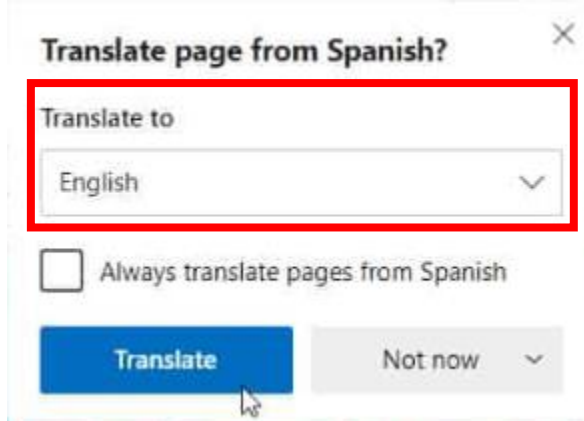 Translate page from Spanish?
Translate to
English
Always translate pages from Spanish
Translate
Not now